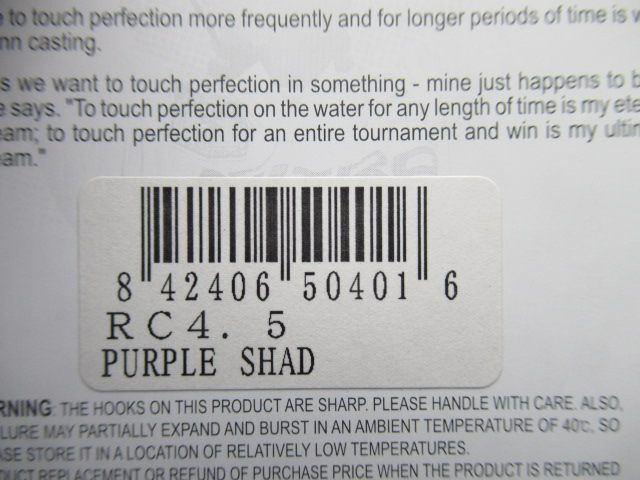 to touch perfection more frequently and for longer periods of time is
nn casting.
s we want to touch perfection in something - mine just happens to
e says. "To touch perfection on the water for any length of time is my ete
eam; to touch perfection for an entire tournament and win is my ultim
eam."
8 42406 50401 6
RC4. 5
PURPLE SHAD
RNING: THE HOOKS ON THIS PRODUCT ARE SHARP. PLEASE HANDLE WITH CARE. ALSO,
LURE MAY PARTIALLY EXPAND AND BURST IN AN AMBIENT TEMPERATURE OF 40℃, SO
ASE STORE IT IN A LOCATION OF RELATIVELY LOW TEMPERATURES.
DUCT REPLACEMENT OR REFUND OF PURCHASE PRICE WHEN THE PRODUCT IS RETURNED